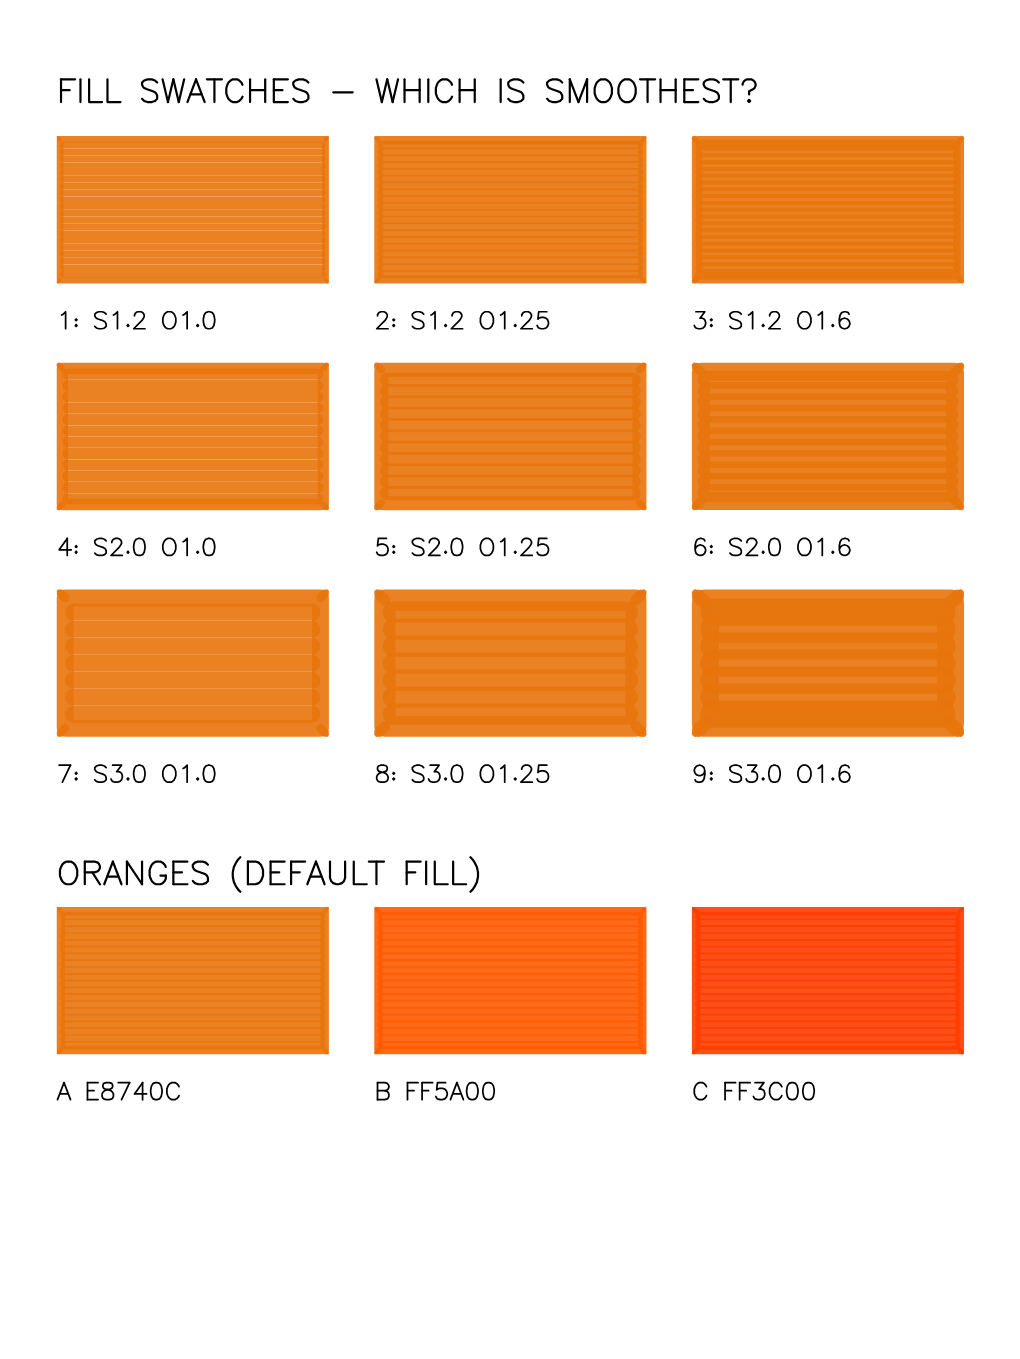 FILL SWATCHES – WHICH IS SMOOTHEST?
1: S1.2 O1.0 2: S1.2 O1.25 3: S1.2 O1.6
4: S2.0 O1.0 5: S2.0 O1.25 6: S2.0 O1.6
7: S3.0 O1.0 8: S3.0 O1.25 9: S3.0 O1.6
ORANGES (DEFAULT FILL)
A E8740C B FF5A00 C FF3C00